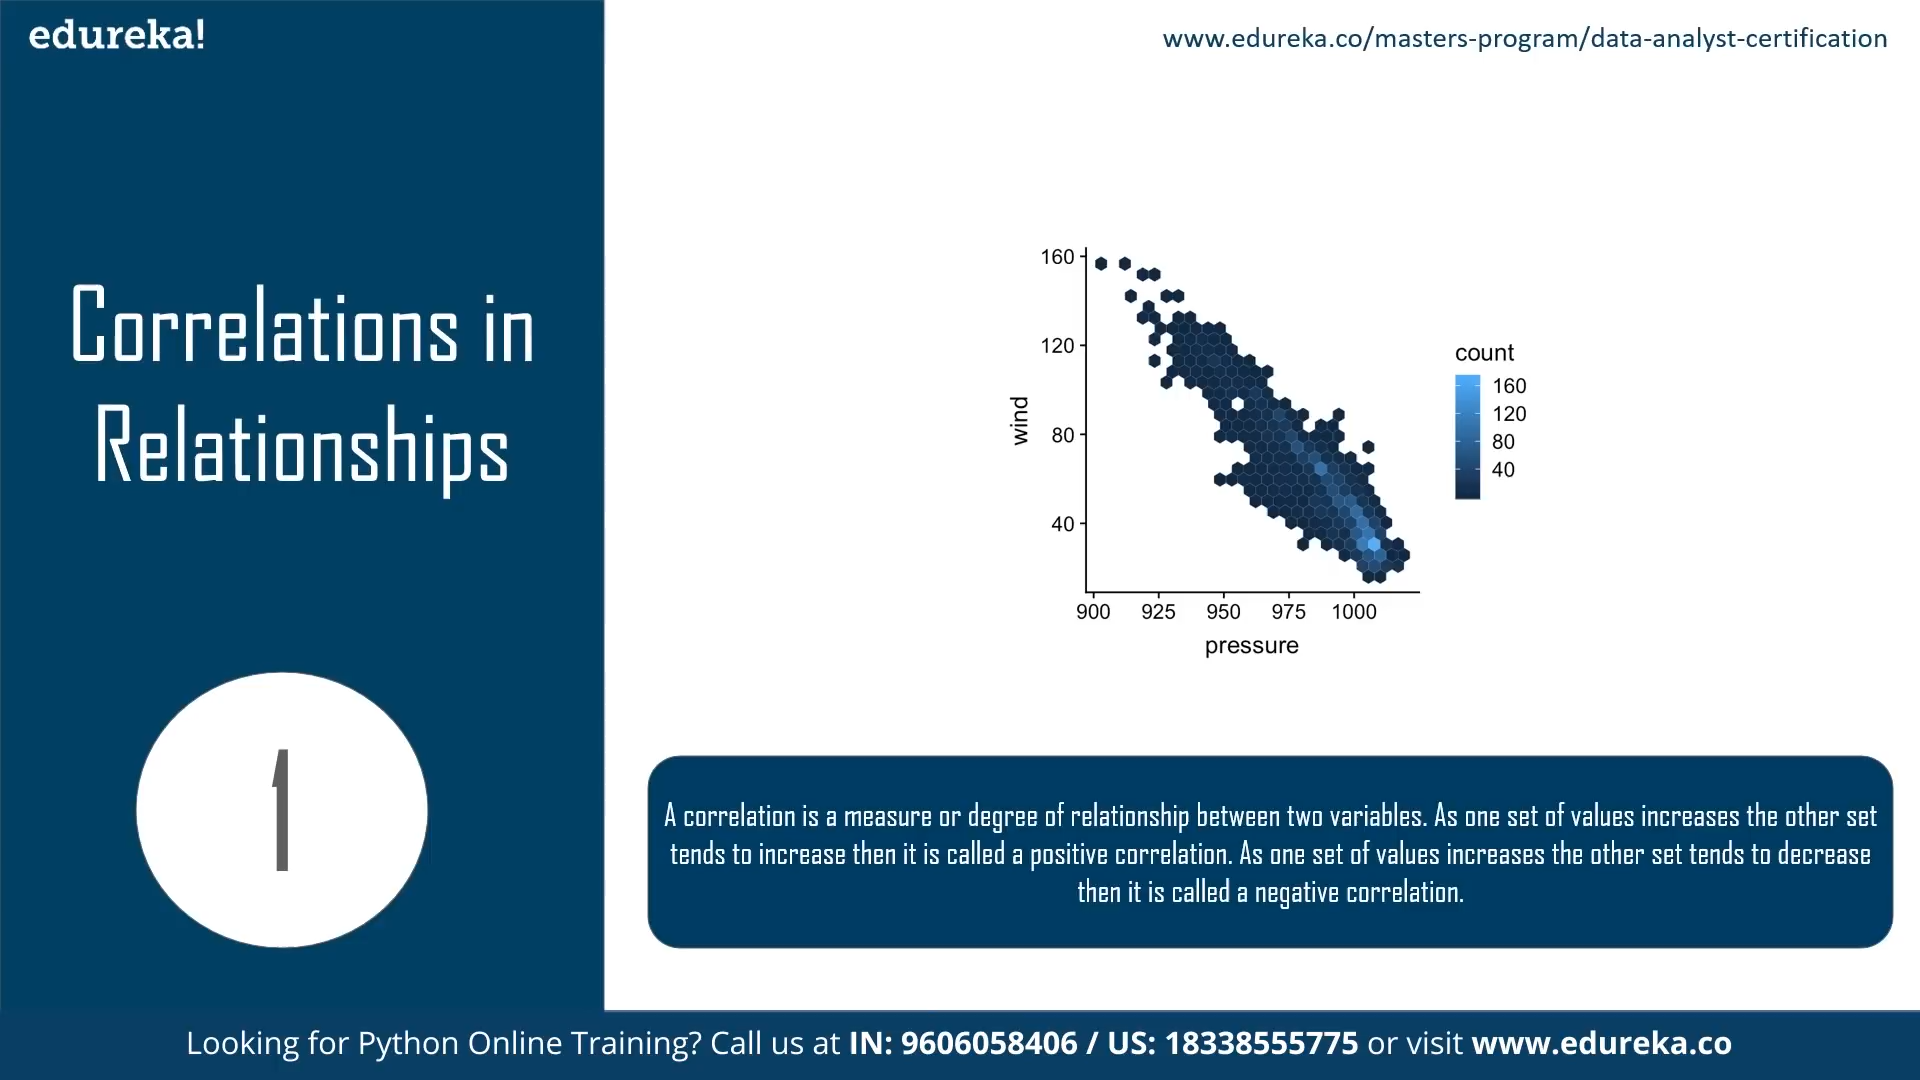 edureka!
www.edureka.co/masters-program/data-analyst-certification
Correlations in
Relationships
1
160
120
80
40
wind
900 925 950 975 1000
pressure
count
160
120
80
40
A correlation is a measure or degree of relationship between two variables. As one set of values increases the other set
tends to increase then it is called a positive correlation. As one set of values increases the other set tends to decrease
then it is called a negative correlation.
Looking for Python Online Training? Call us at IN: 9606058406 / US: 18338555775 or visit www.edureka.co